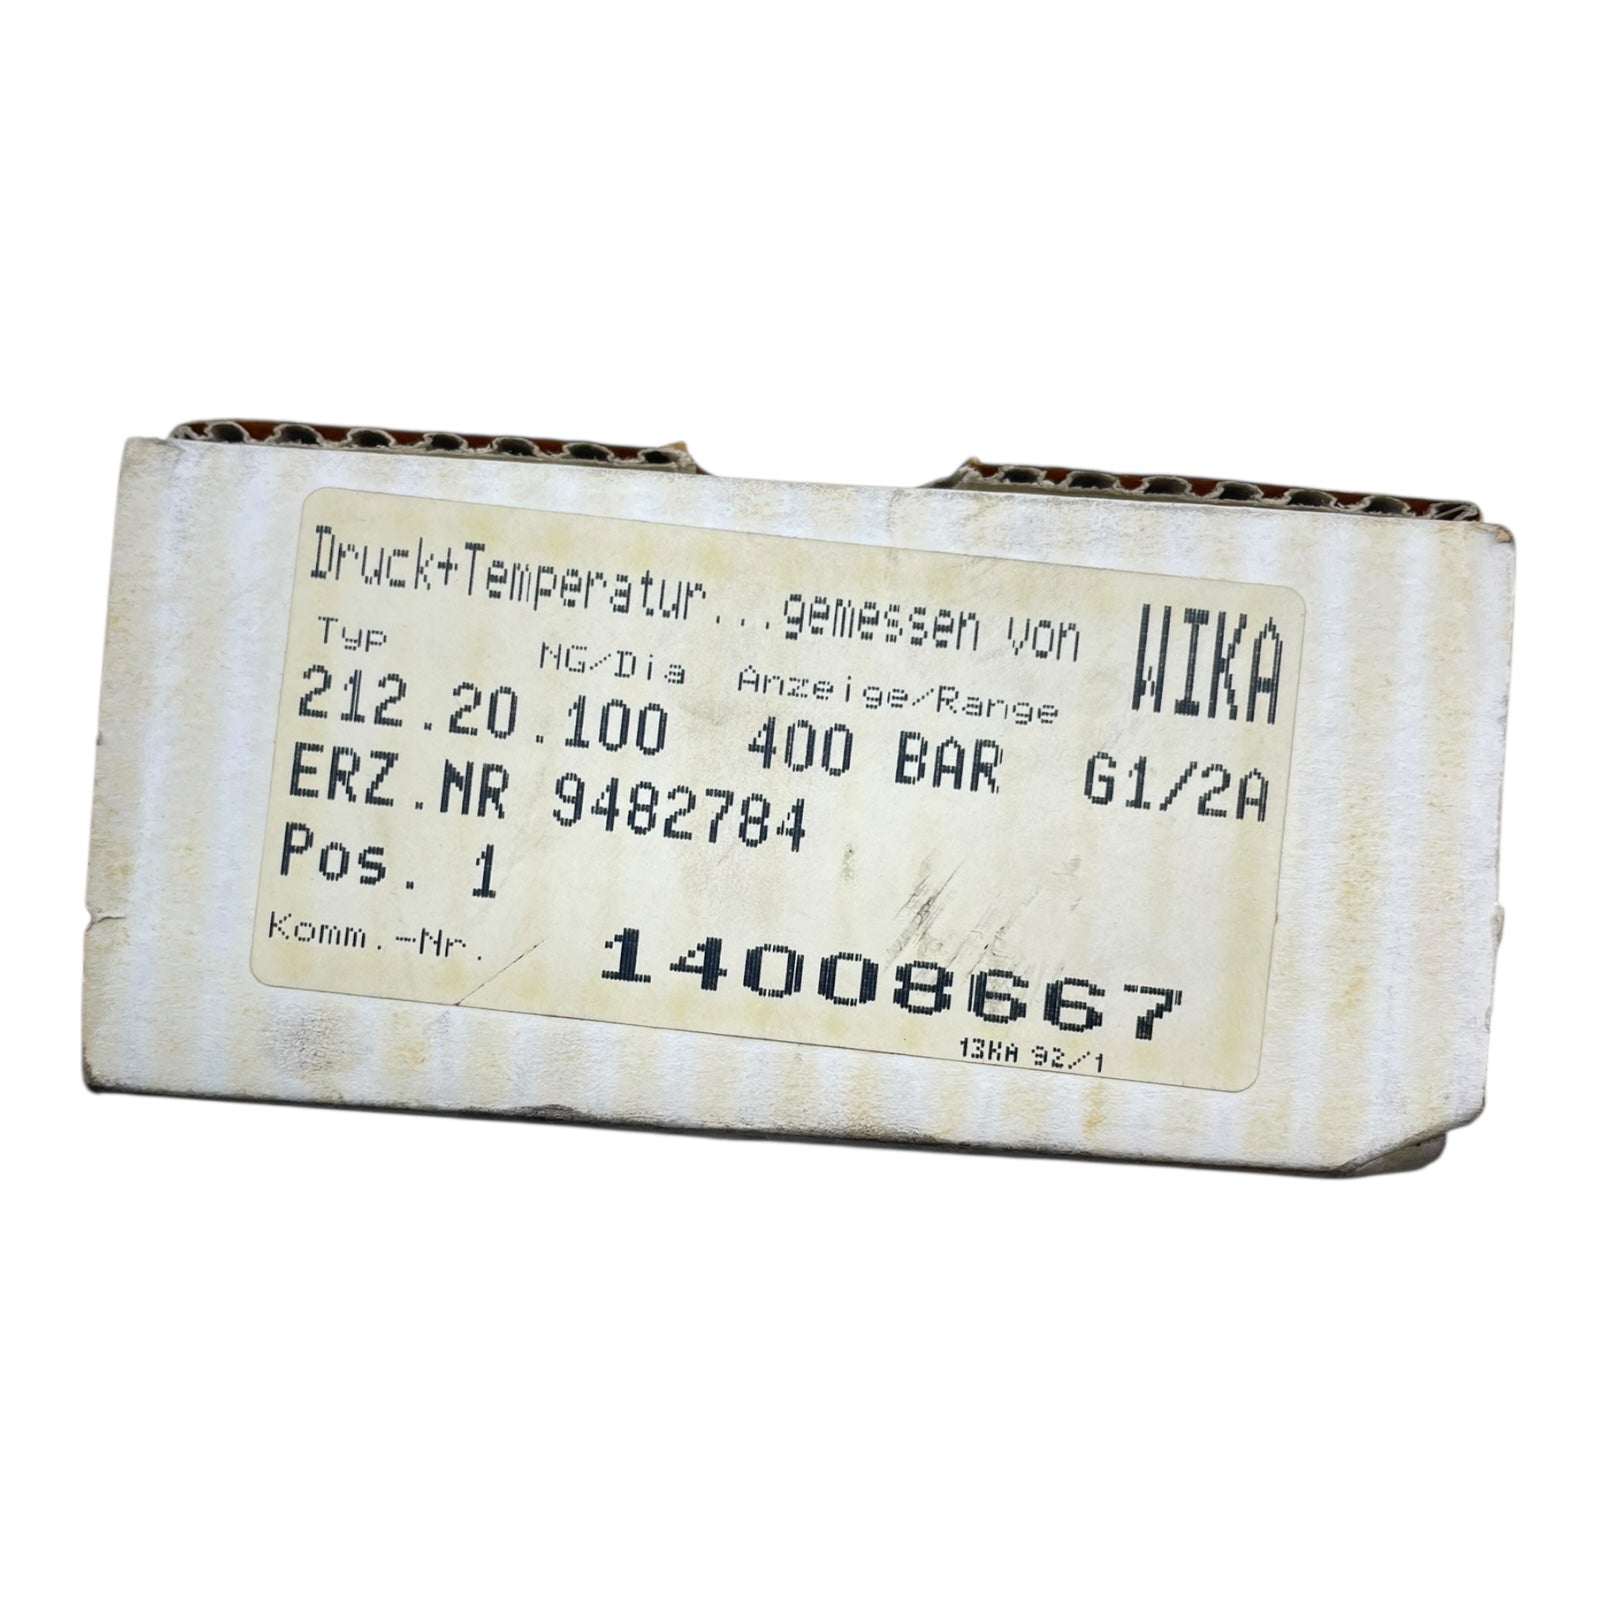 Druck+Temperatur...gemessen von WIKA
Typ NG/Dia Anzeige/Range
212.20.100 400 BAR G1/2A
ERZ.NR 9482784
Pos. 1
Komm.-Nr. 14008667
13KA 92/1